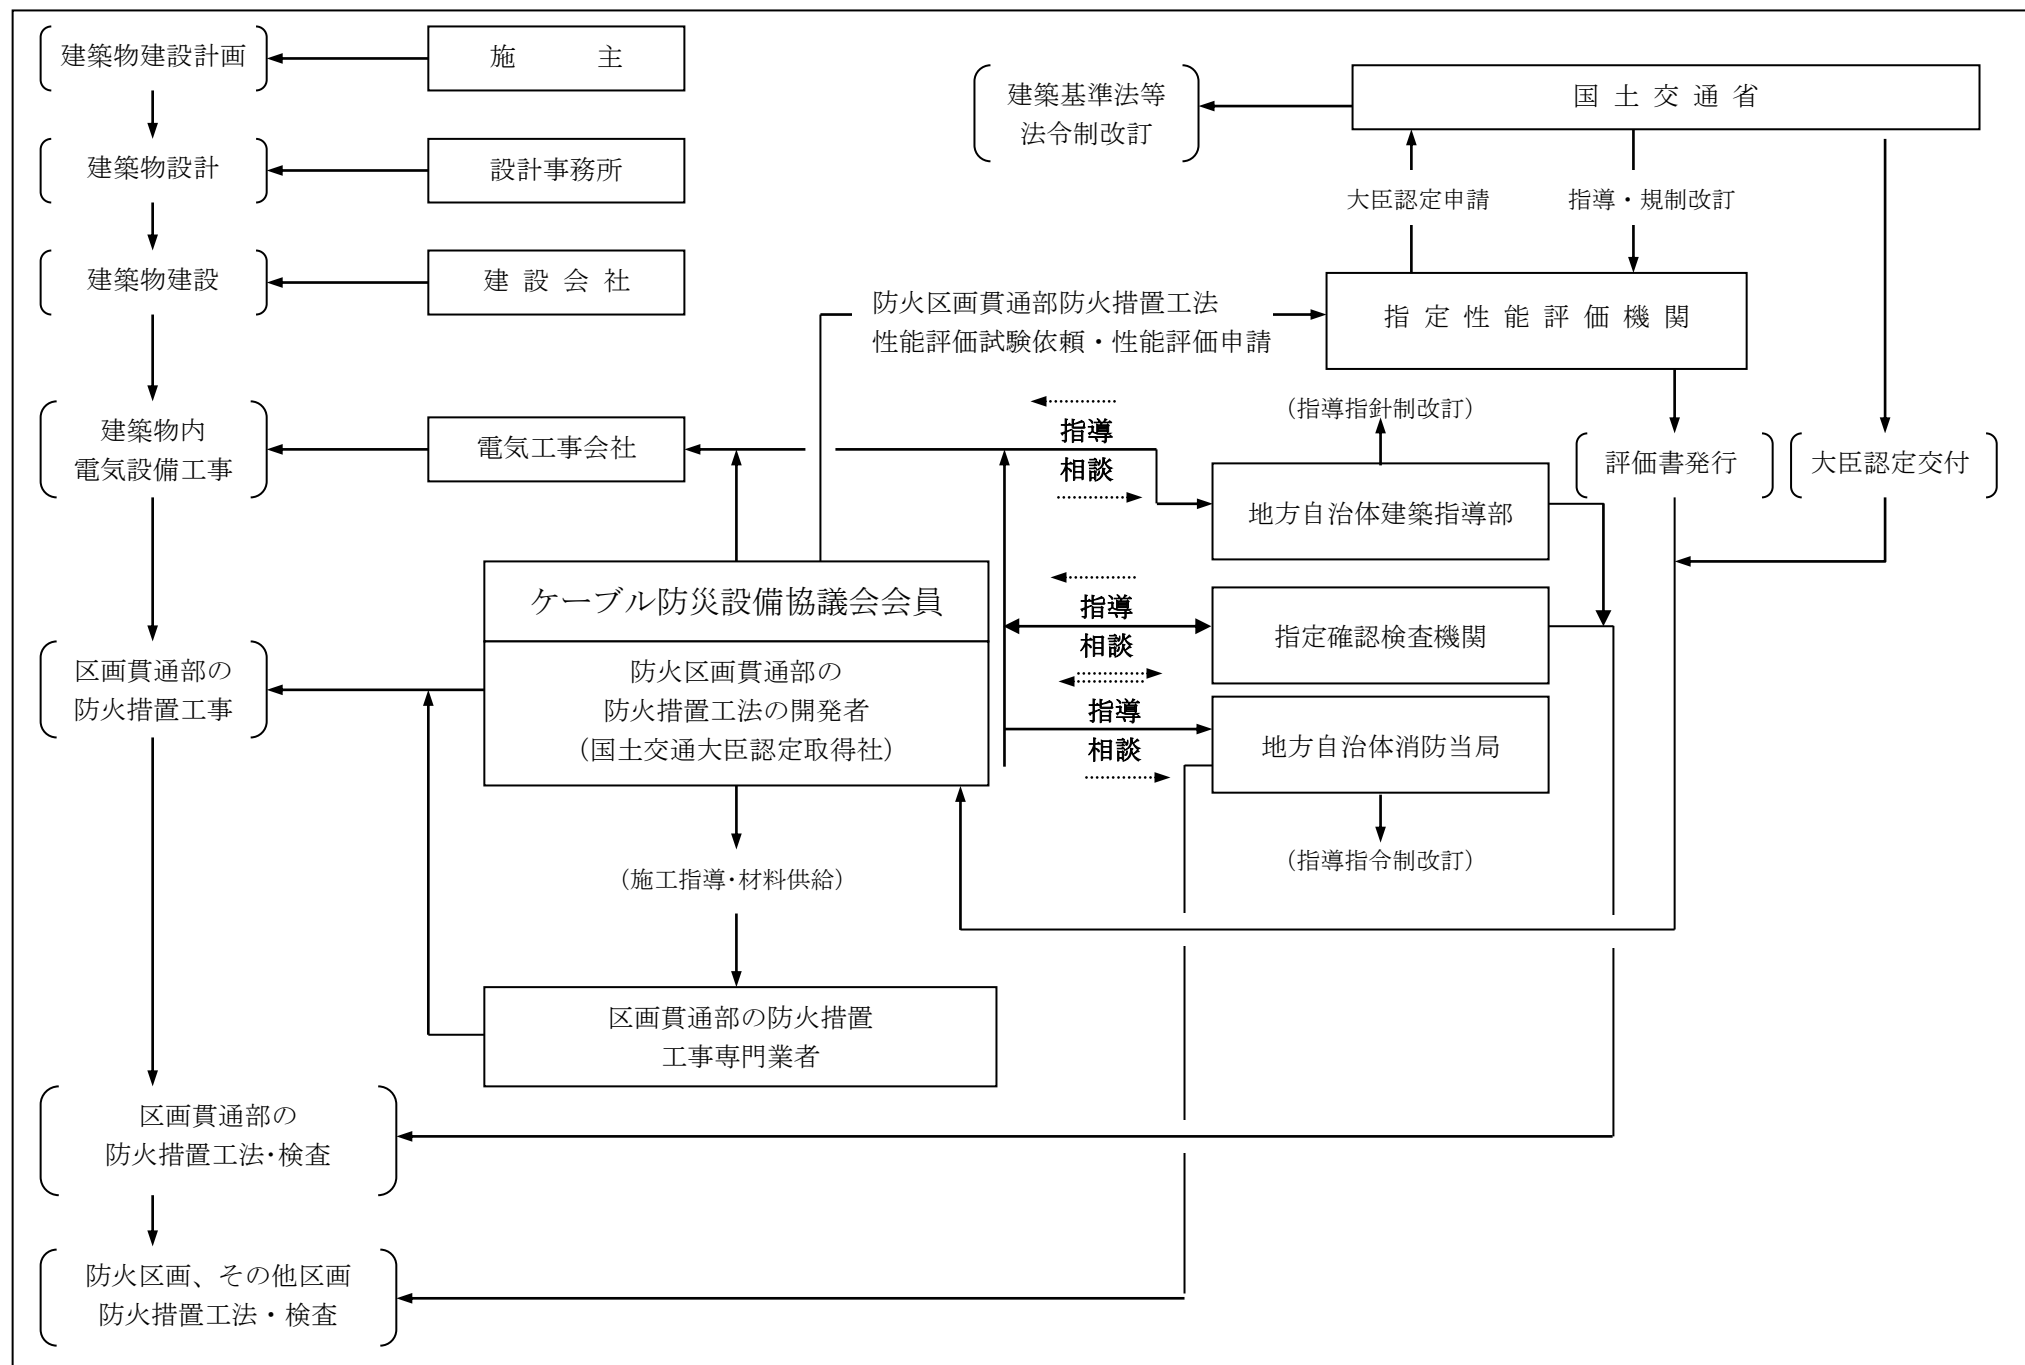 建築物建設計画
施　　　主
建築基準法等
法令制改訂
国 土 交 通 省
建築物設計
設計事務所
大臣認定申請
指導・規制改訂
建築物建設
建 設 会 社
防火区画貫通部防火措置工法
性能評価試験依頼・性能評価申請
指 定 性 能 評 価 機 関
(指導指針制改訂)
建築物内
電気設備工事
電気工事会社
指導
相談
評価書発行
大臣認定交付
地方自治体建築指導部
ケーブル防災設備協議会会員
指導
相談
指定確認検査機関
区画貫通部の
防火措置工事
防火区画貫通部の
防火措置工法の開発者
(国土交通大臣認定取得社)
指導
相談
地方自治体消防当局
(施工指導･材料供給)
(指導指令制改訂)
区画貫通部の防火措置
工事専門業者
区画貫通部の
防火措置工法･検査
防火区画、その他区画
防火措置工法・検査